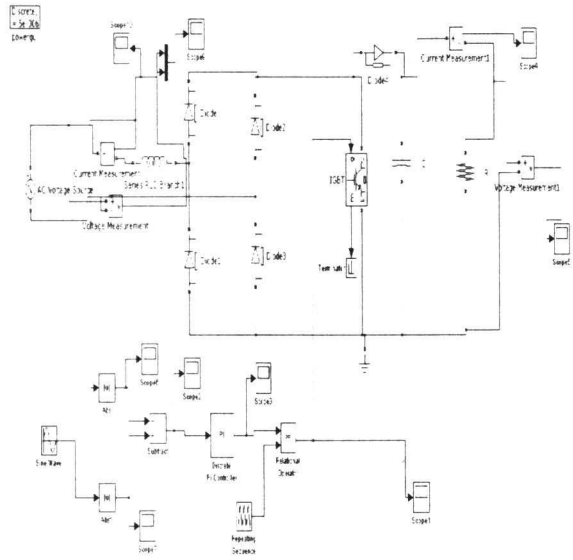 Discrete,
powergui
Scope10
Scope6
Diode4
Current Measurement1
Scope4
Diode
Diode2
Current Measurement
Series RLC Branch1
AC Voltage Source
Voltage Measurement
IGBT
C
R
Voltage Measurement1
Diode1
Diode3
Terminator
Scope5
Scope2
Scope3
Abs
Subtract
PI
Discrete
PI Controller
Relational
Operator
Sine Wave
Abs1
Scope7
Repeating
Sequence
Scope1